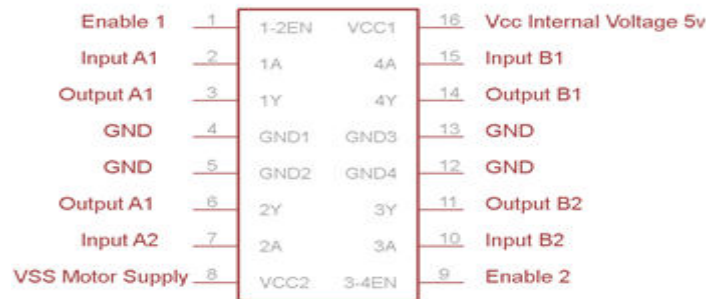 Enable 1 1 1-2EN VCC1 16 Vcc Internal Voltage 5v
Input A1 2 1A 4A 15 Input B1
Output A1 3 1Y 4Y 14 Output B1
GND 4 GND1 GND3 13 GND
GND 5 GND2 GND4 12 GND
Output A1 6 2Y 3Y 11 Output B2
Input A2 7 2A 3A 10 Input B2
VSS Motor Supply 8 VCC2 3-4EN 9 Enable 2